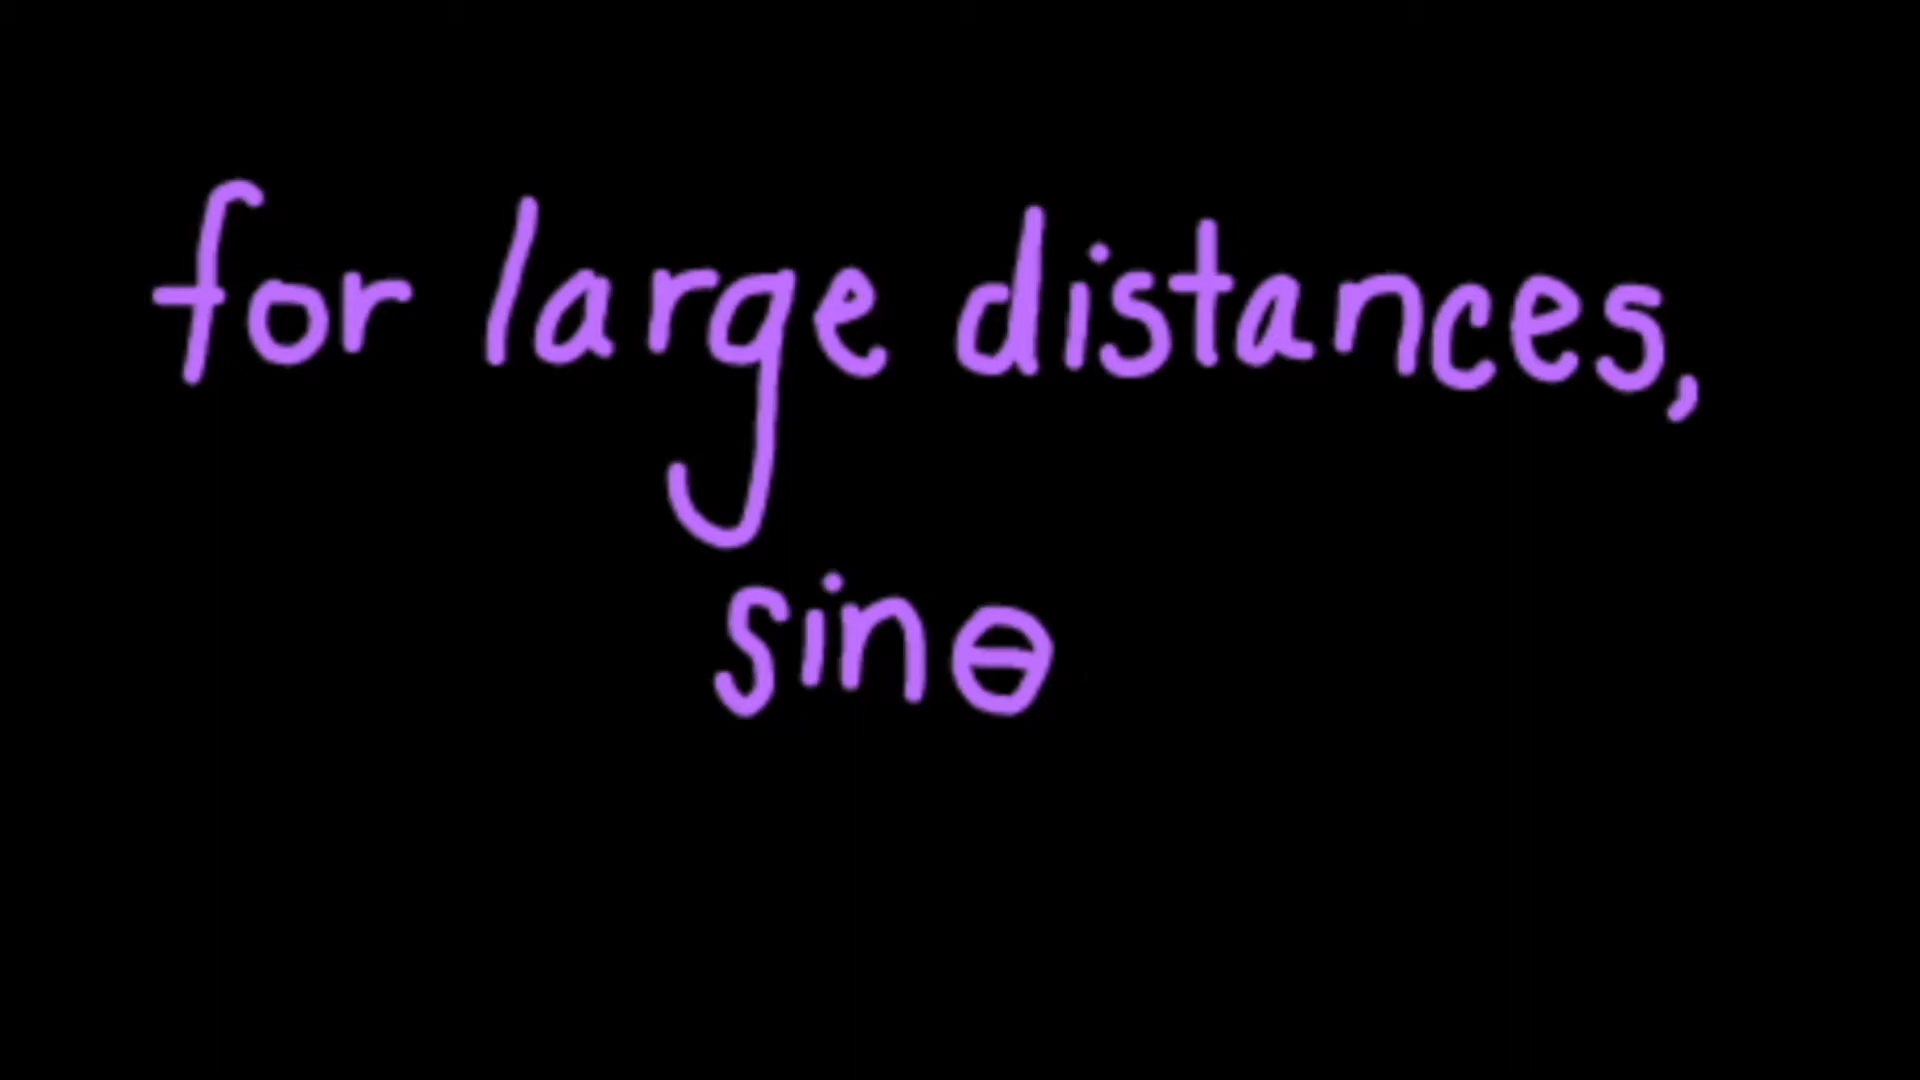 for large distances,
sinθ